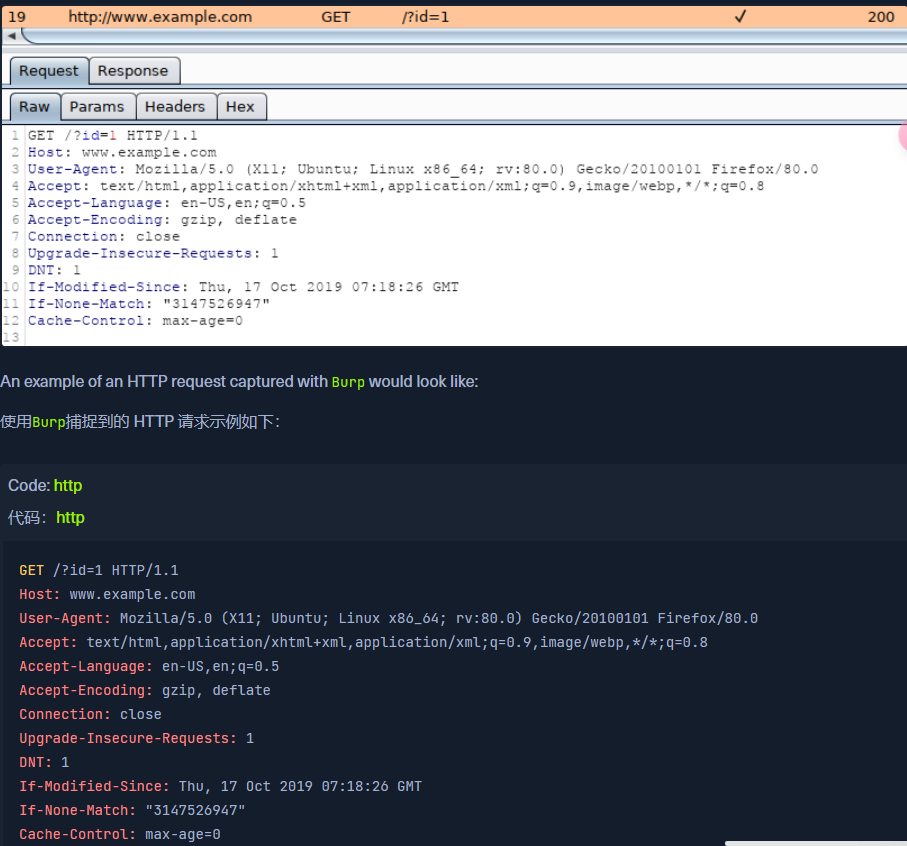 19 http://www.example.com GET /?id=1 ✓ 200
Request Response
Raw Params Headers Hex
1 GET /?id=1 HTTP/1.1
2 Host: www.example.com
3 User-Agent: Mozilla/5.0 (X11; Ubuntu; Linux x86_64; rv:80.0) Gecko/20100101 Firefox/80.0
4 Accept: text/html,application/xhtml+xml,application/xml;q=0.9,image/webp,*/*;q=0.8
5 Accept-Language: en-US,en;q=0.5
6 Accept-Encoding: gzip, deflate
7 Connection: close
8 Upgrade-Insecure-Requests: 1
9 DNT: 1
10 If-Modified-Since: Thu, 17 Oct 2019 07:18:26 GMT
11 If-None-Match: "3147526947"
12 Cache-Control: max-age=0
13
An example of an HTTP request captured with Burp would look like:
使用Burp捕捉到的 HTTP 请求示例如下：
Code: http
代码：http
GET /?id=1 HTTP/1.1
Host: www.example.com
User-Agent: Mozilla/5.0 (X11; Ubuntu; Linux x86_64; rv:80.0) Gecko/20100101 Firefox/80.0
Accept: text/html,application/xhtml+xml,application/xml;q=0.9,image/webp,*/*;q=0.8
Accept-Language: en-US,en;q=0.5
Accept-Encoding: gzip, deflate
Connection: close
Upgrade-Insecure-Requests: 1
DNT: 1
If-Modified-Since: Thu, 17 Oct 2019 07:18:26 GMT
If-None-Match: "3147526947"
Cache-Control: max-age=0